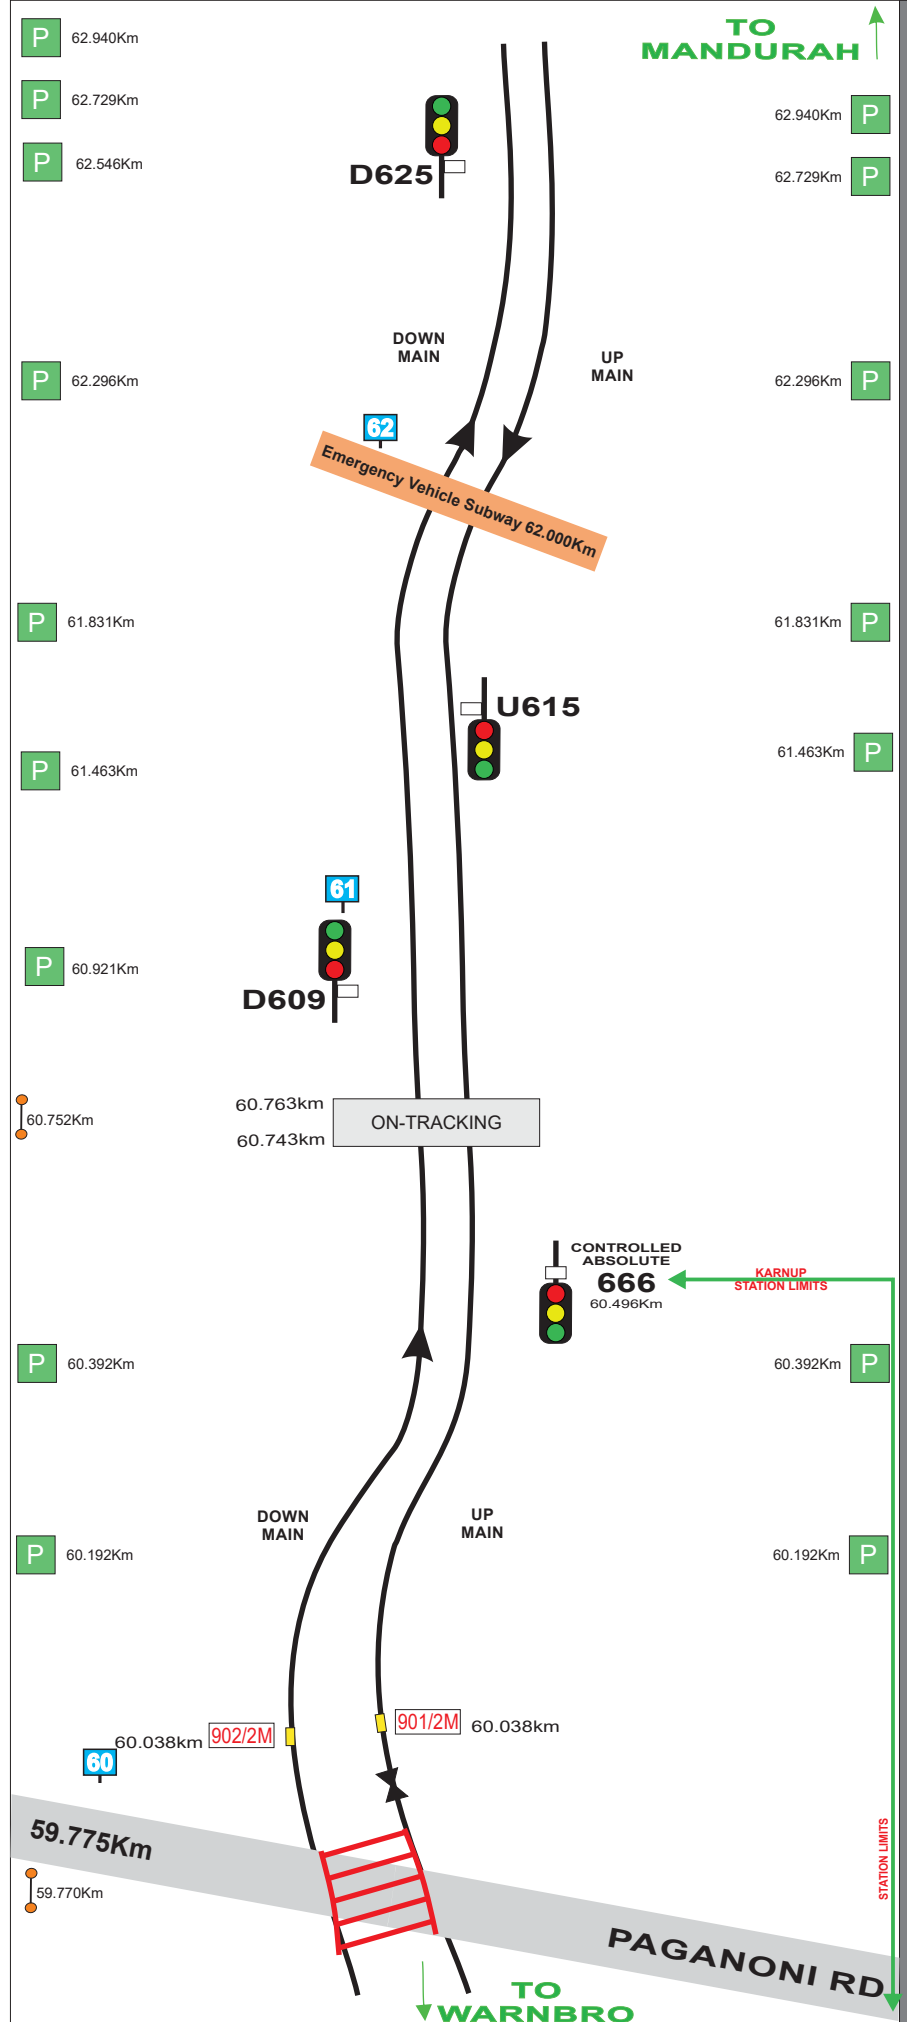 P 62.940Km
TO
MANDURAH
P 62.729Km
62.940Km P
P 62.546Km
62.729Km P
D625
DOWN
MAIN
UP
MAIN
P 62.296Km
62.296Km P
62
Emergency Vehicle Subway 62.000Km
P 61.831Km
61.831Km P
U615
P 61.463Km
61.463Km P
61
P 60.921Km
D609
60.763km
60.752Km
ON-TRACKING
60.743km
CONTROLLED
ABSOLUTE
666
60.496Km
KARNUP
STATION LIMITS
P 60.392Km
60.392Km P
DOWN
MAIN
UP
MAIN
P 60.192Km
60.192Km P
60.038km 902/2M
901/2M 60.038km
60
59.775Km
STATION LIMITS
59.770Km
PAGANONI RD
TO
WARNBRO